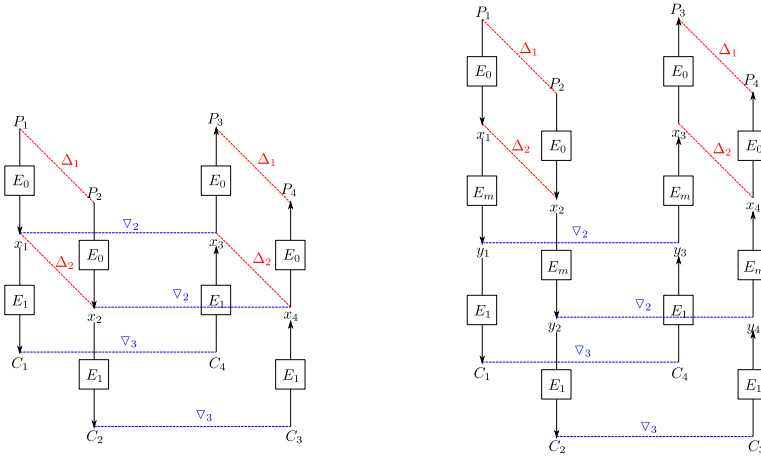 P1
P3
Δ1
Δ1
E0
E0
P2
P4
E0
E0
x1
x3
▽2
Δ2
Δ2
E1
E1
x2
x4
▽2
▽3
C1
C4
E1
E1
▽3
C2
C3
P1
P3
Δ1
Δ1
E0
E0
P2
P4
E0
E0
x1
x3
Δ2
Δ2
Em
Em
x2
x4
▽2
y1
y3
Em
Em
▽2
E1
E1
y2
y4
▽3
C1
C4
E1
E1
▽3
C2